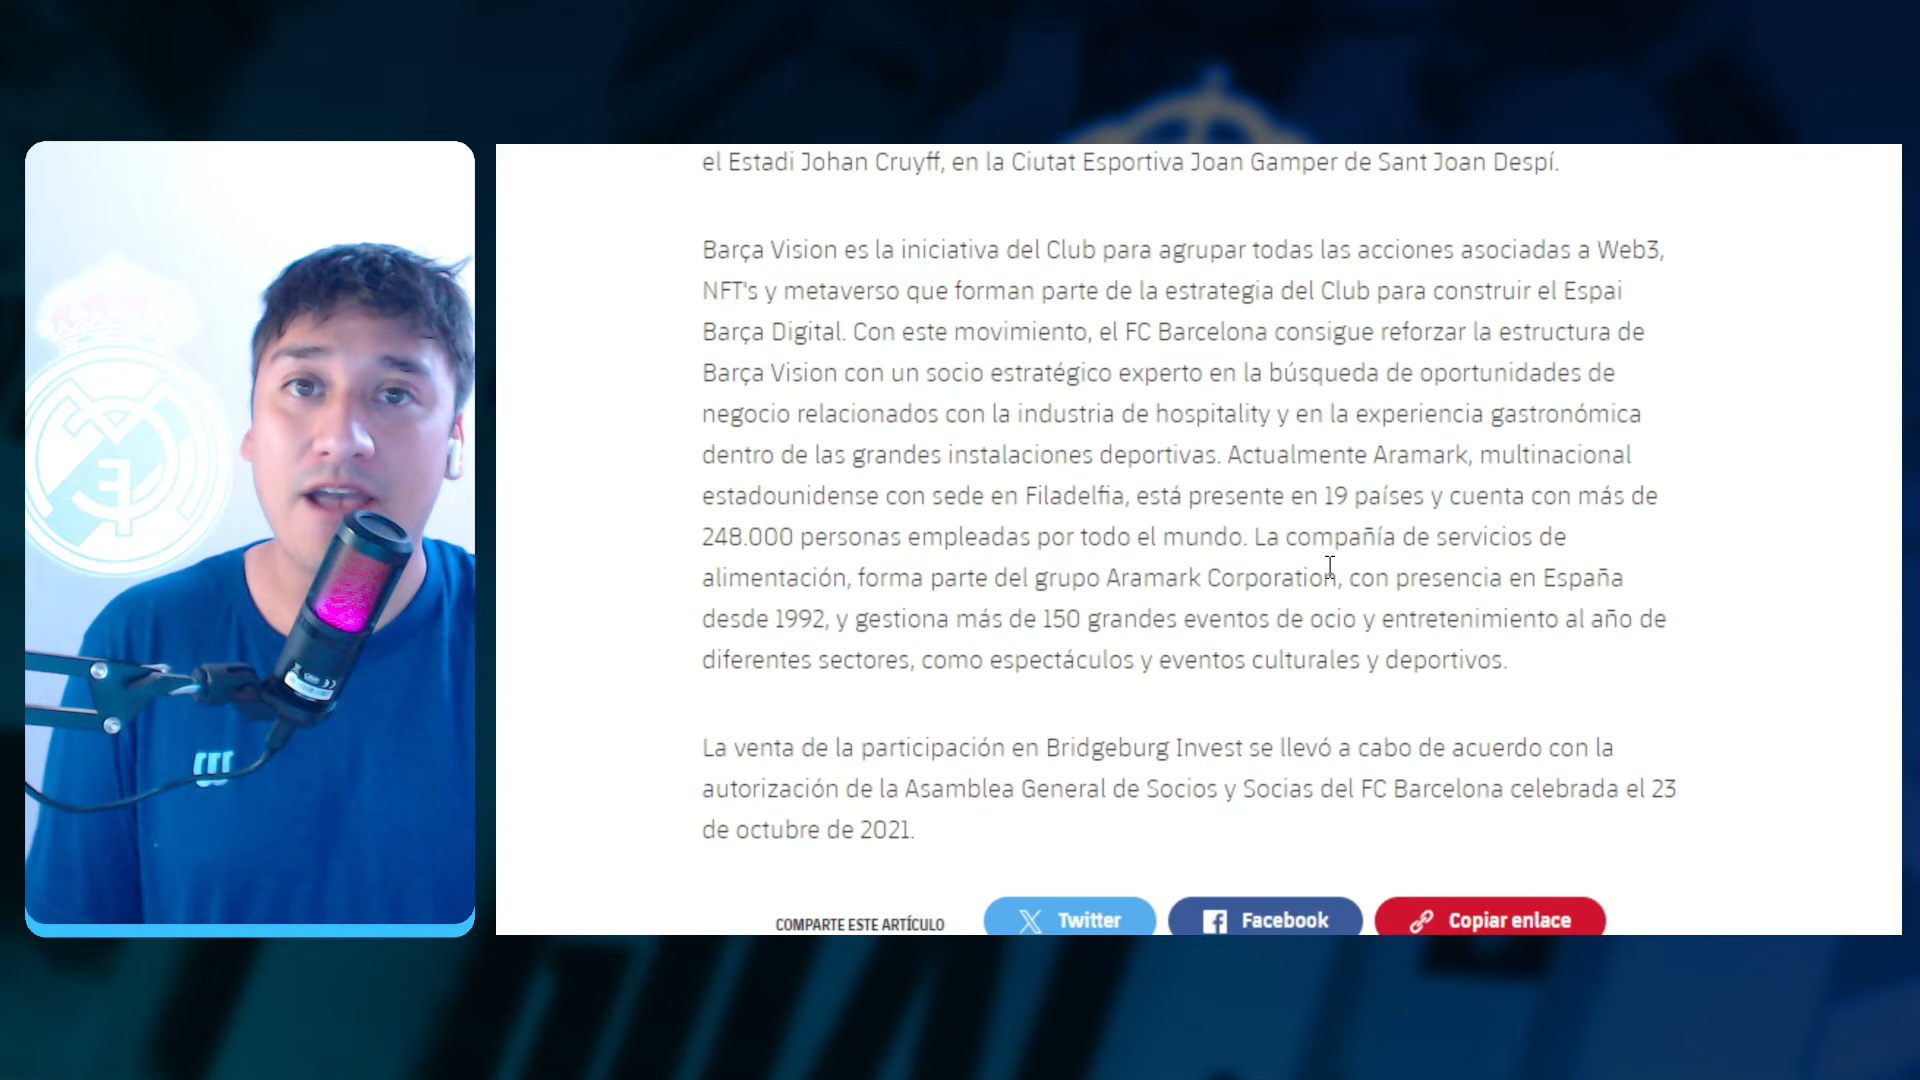 el Estadi Johan Cruyff, en la Ciutat Esportiva Joan Gamper de Sant Joan Despí.
Barça Vision es la iniciativa del Club para agrupar todas las acciones asociadas a Web3,
NFT's y metaverso que forman parte de la estrategia del Club para construir el Espai
Barça Digital. Con este movimiento, el FC Barcelona consigue reforzar la estructura de
Barça Vision con un socio estratégico experto en la búsqueda de oportunidades de
negocio relacionados con la industria de hospitality y en la experiencia gastronómica
dentro de las grandes instalaciones deportivas. Actualmente Aramark, multinacional
estadounidense con sede en Filadelfia, está presente en 19 países y cuenta con más de
248.000 personas empleadas por todo el mundo. La compañía de servicios de
alimentación, forma parte del grupo Aramark Corporation, con presencia en España
desde 1992, y gestiona más de 150 grandes eventos de ocio y entretenimiento al año de
diferentes sectores, como espectáculos y eventos culturales y deportivos.
La venta de la participación en Bridgeburg Invest se llevó a cabo de acuerdo con la
autorización de la Asamblea General de Socios y Socias del FC Barcelona celebrada el 23
de octubre de 2021.
COMPARTE ESTE ARTÍCULO
Twitter
Facebook
Copiar enlace